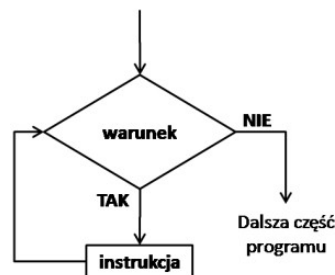 warunek
NIE
TAK
Dalsza część
programu
instrukcja